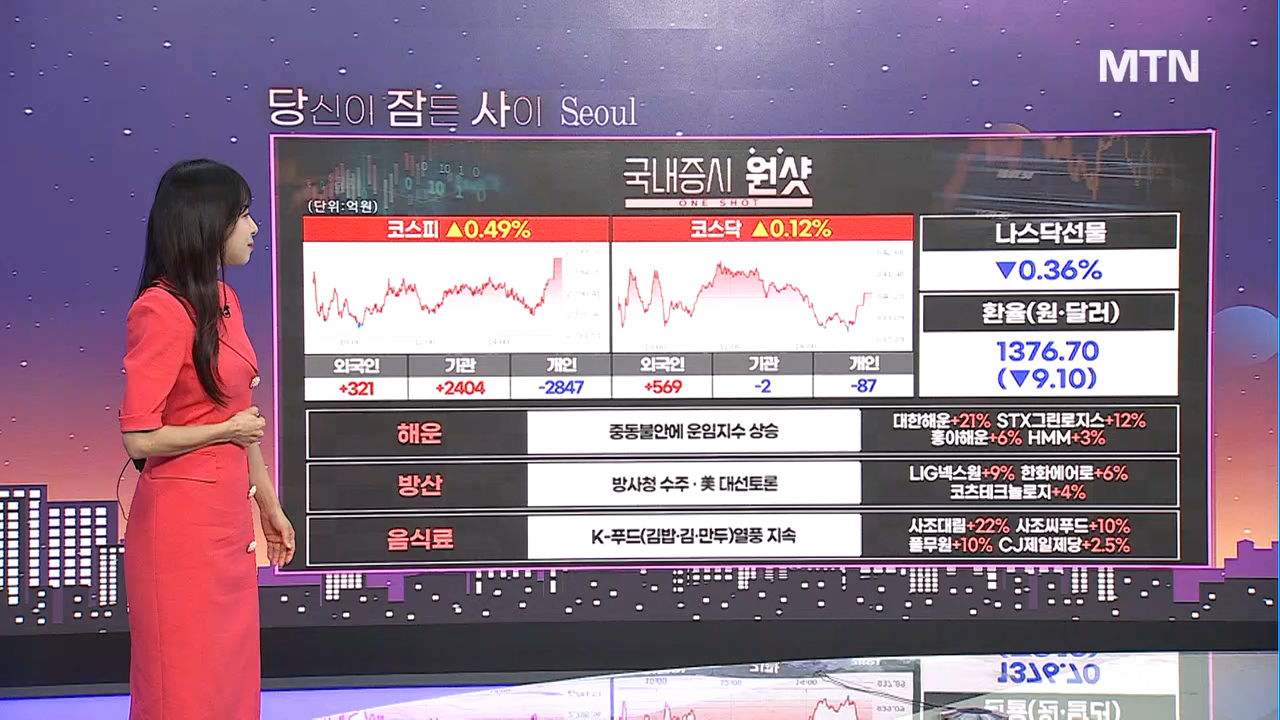 MTN
당신이 잠든 사이 Seoul
국내증시 원샷
ONE SHOT
(단위:억원)
코스피 ▲0.49%
코스닥 ▲0.12%
나스닥선물
▼0.36%
환율(원·달러)
1376.70
(▼9.10)
외국인 기관 개인 외국인 기관 개인
+321 +2404 -2847 +569 -2 -87
해운
중동불안에 운임지수 상승
대한해운+21% STX그린로지스+12%
흥아해운+6% HMM+3%
방산
방사청 수주·美 대선토론
LIG넥스원+9% 한화에어로+6%
코츠테크놀로지+4%
음식료
K-푸드(김밥·김·만두)열풍 지속
사조대림+22% 사조씨푸드+10%
풀무원+10% CJ제일제당+2.5%